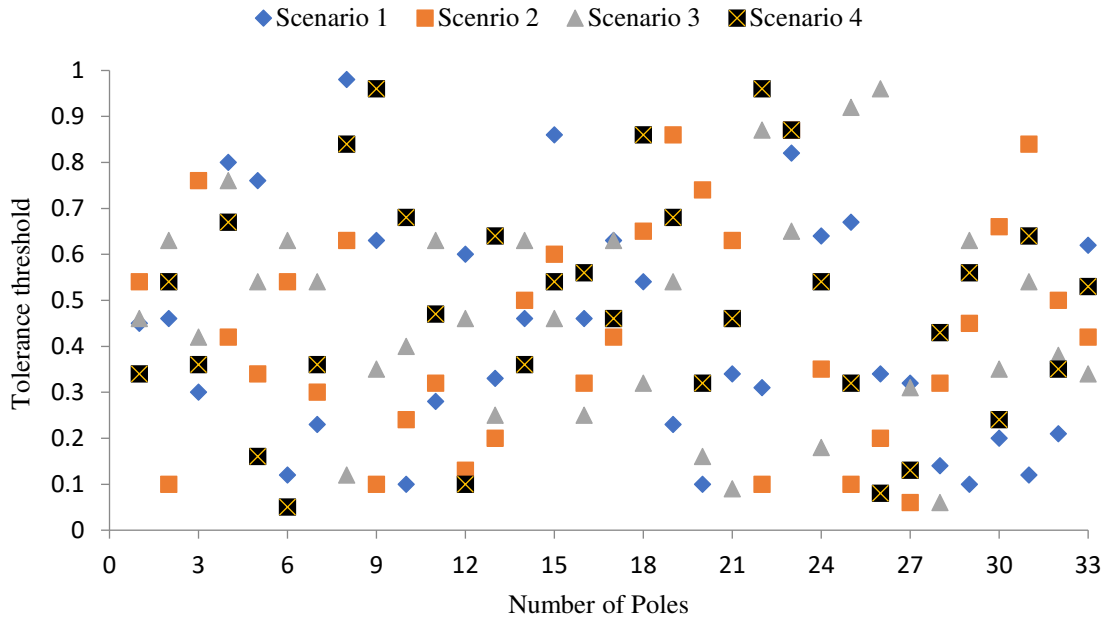 Scenario 1 Scenrio 2 Scenario 3 Scenario 4
1
0.9
0.8
0.7
0.6
0.5
0.4
0.3
0.2
0.1
0
Tolerance threshold
0 3 6 9 12 15 18 21 24 27 30 33
Number of Poles